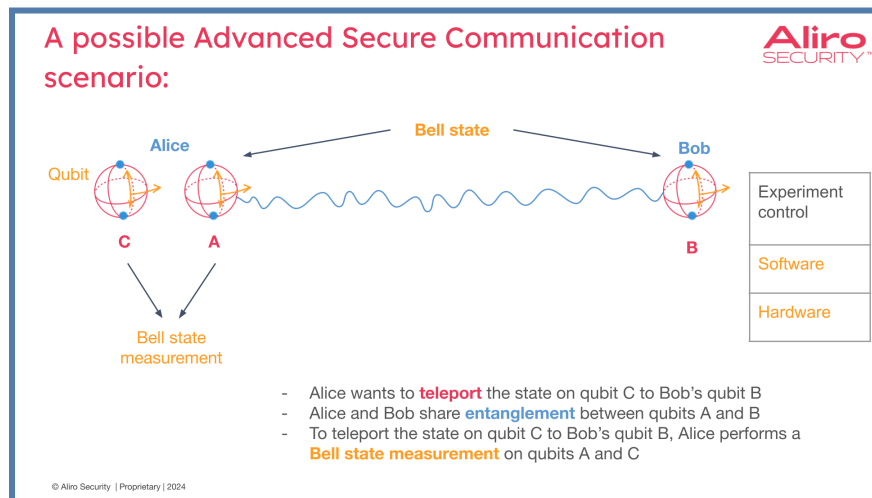 A possible Advanced Secure Communication
scenario:
Aliro
SECURITY™
Bell state
Alice
Bob
Qubit
C
A
B
Bell state
measurement
Experiment
control
Software
Hardware
- Alice wants to teleport the state on qubit C to Bob's qubit B
- Alice and Bob share entanglement between qubits A and B
- To teleport the state on qubit C to Bob's qubit B, Alice performs a
Bell state measurement on qubits A and C
© Aliro Security | Proprietary | 2024